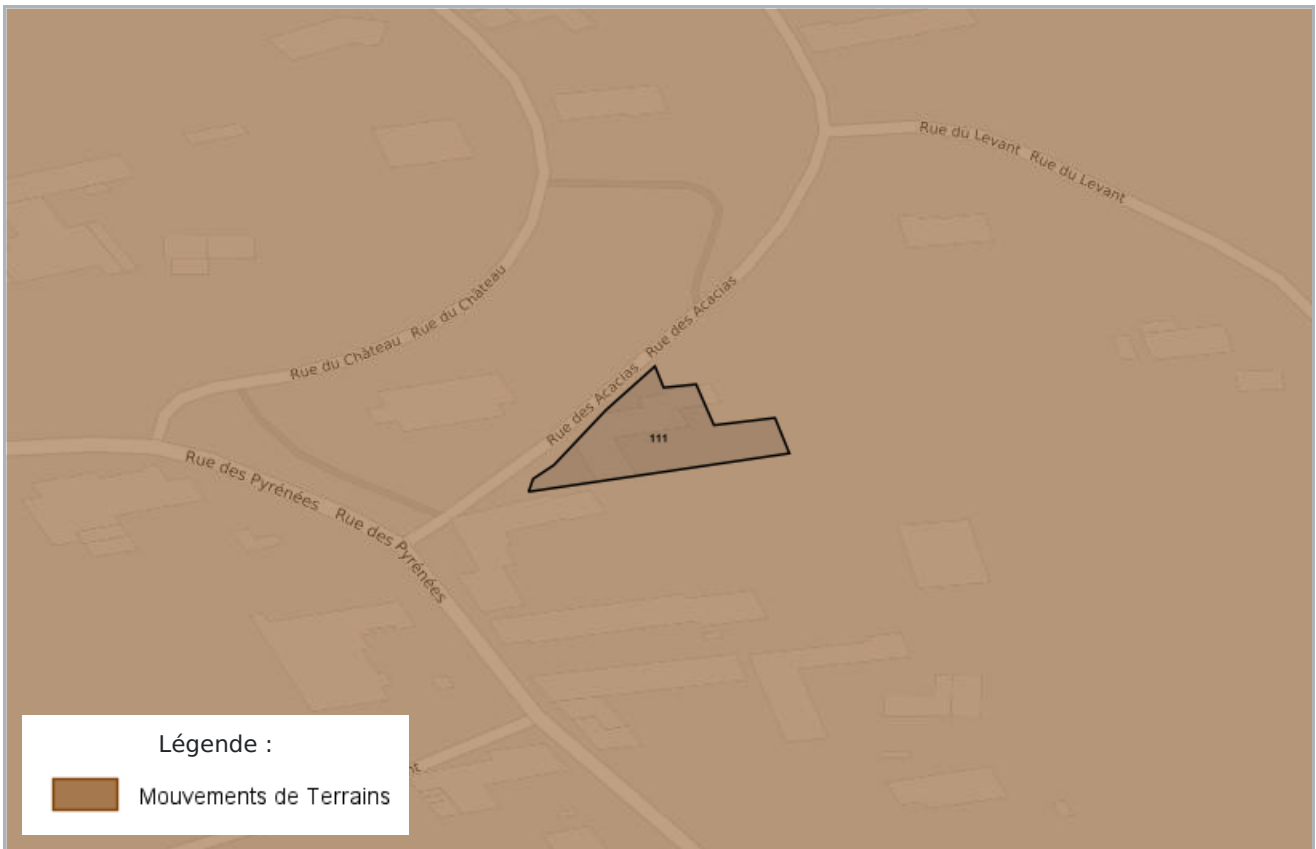 Rue du Levant Rue du Levant
Rue du Château Rue du Château
Rue des Acacias Rue des Acacias
111
Rue des Pyrénées Rue des Pyrénées
Légende :
Mouvements de Terrains